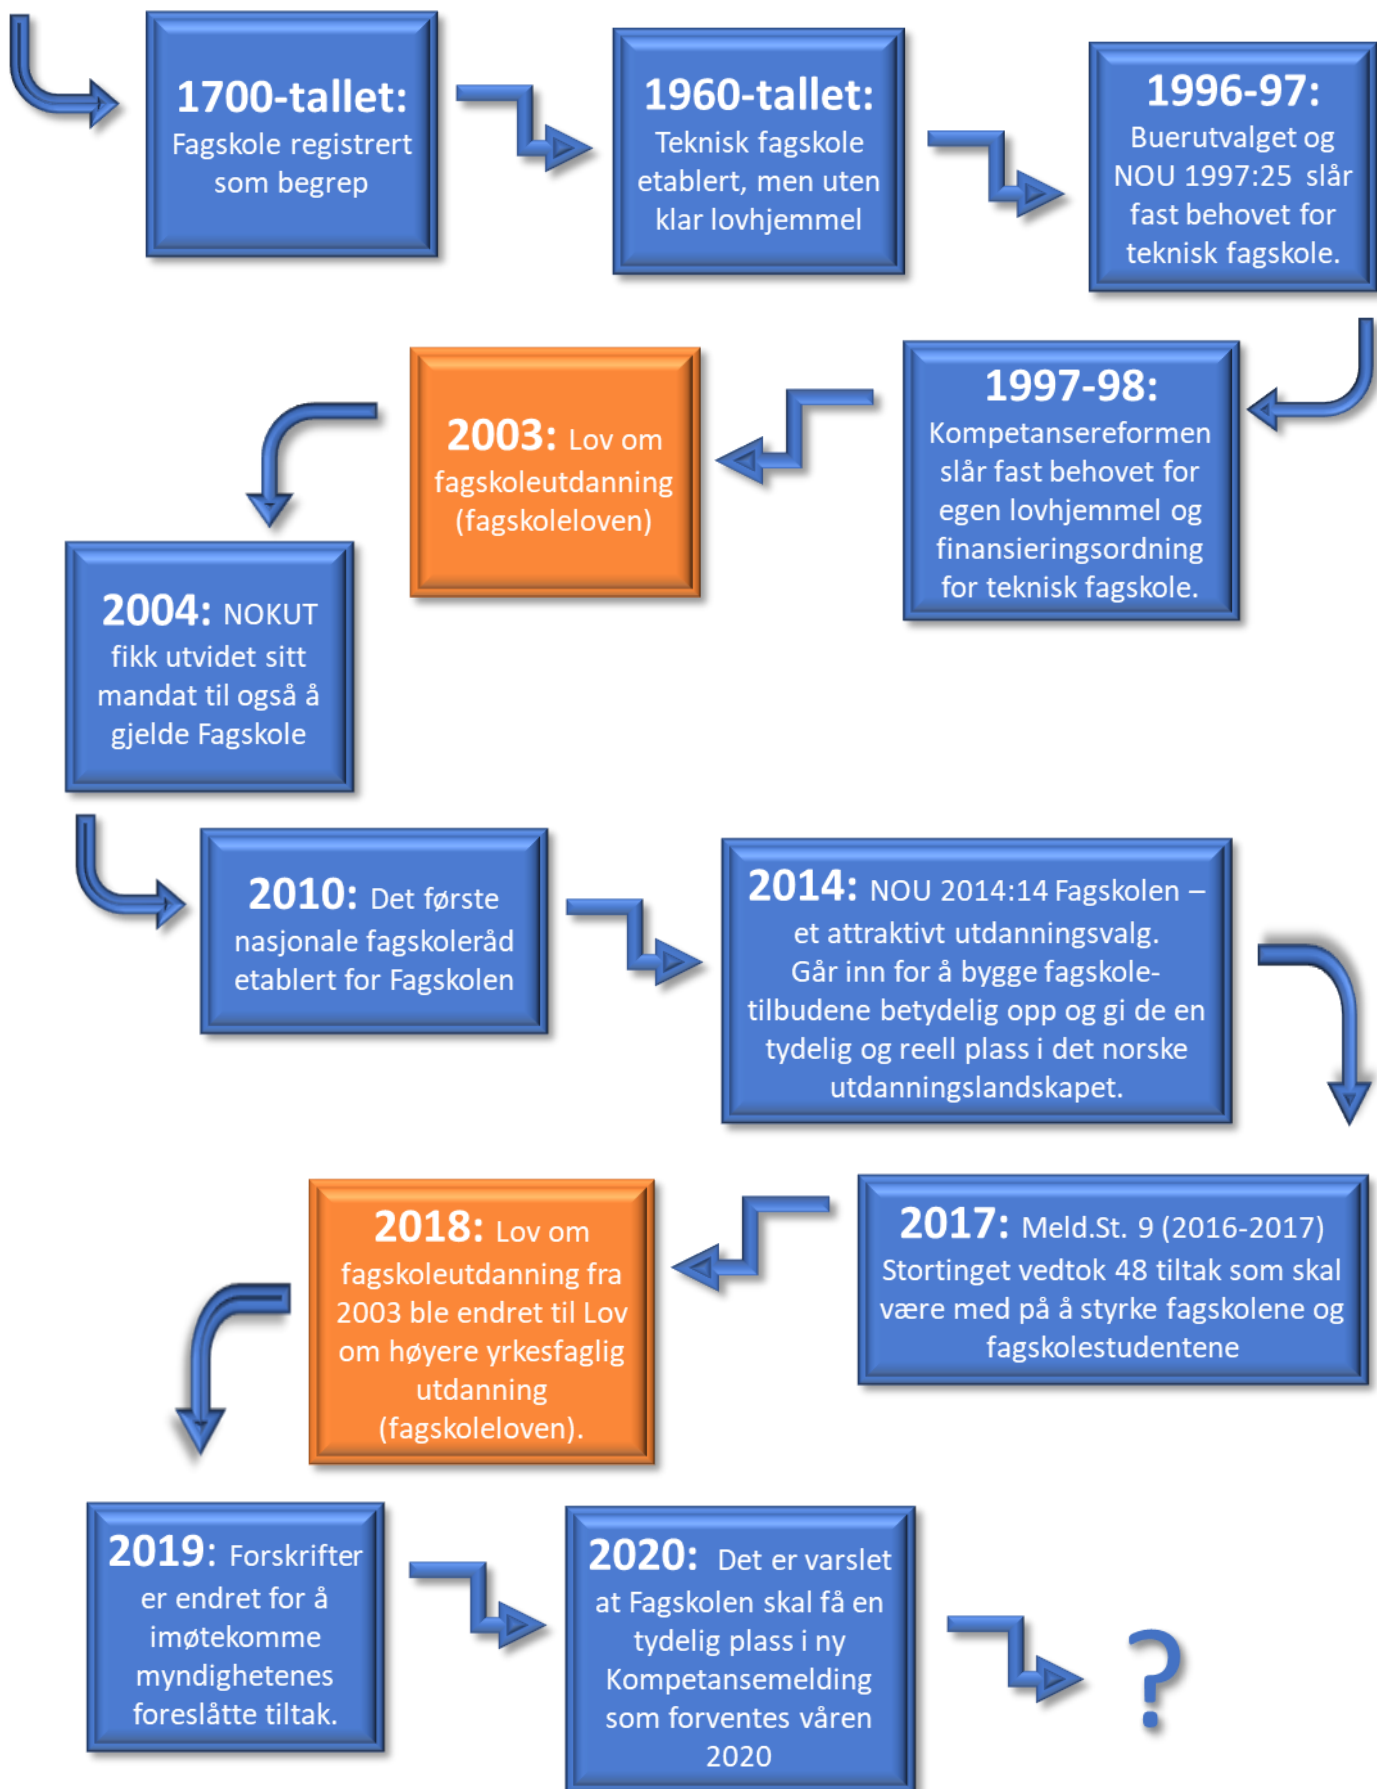 1700-tallet:
Fagskole registrert
som begrep
1960-tallet:
Teknisk fagskole
etablert, men uten
klar lovhjemmel
1996-97:
Buerutvalget og
NOU 1997:25 slår
fast behovet for
teknisk fagskole.
1997-98:
Kompetansereformen
slår fast behovet for
egen lovhjemmel og
finansieringsordning
for teknisk fagskole.
2003: Lov om
fagskoleutdanning
(fagskoleloven)
2004: NOKUT
fikk utvidet sitt
mandat til også å
gjelde Fagskole
2010: Det første
nasjonale fagskoleråd
etablert for Fagskolen
2014: NOU 2014:14 Fagskolen –
et attraktivt utdanningsvalg.
Går inn for å bygge fagskole-
tilbudene betydelig opp og gi de en
tydelig og reell plass i det norske
utdanningslandskapet.
2017: Meld.St. 9 (2016-2017)
Stortinget vedtok 48 tiltak som skal
være med på å styrke fagskolene og
fagskolestudentene
2018: Lov om
fagskoleutdanning fra
2003 ble endret til Lov
om høyere yrkesfaglig
utdanning
(fagskoleloven).
2019: Forskrifter
er endret for å
imøtekomme
myndighetenes
foreslåtte tiltak.
2020: Det er varslet
at Fagskolen skal få en
tydelig plass i ny
Kompetansemelding
som forventes våren
2020
?